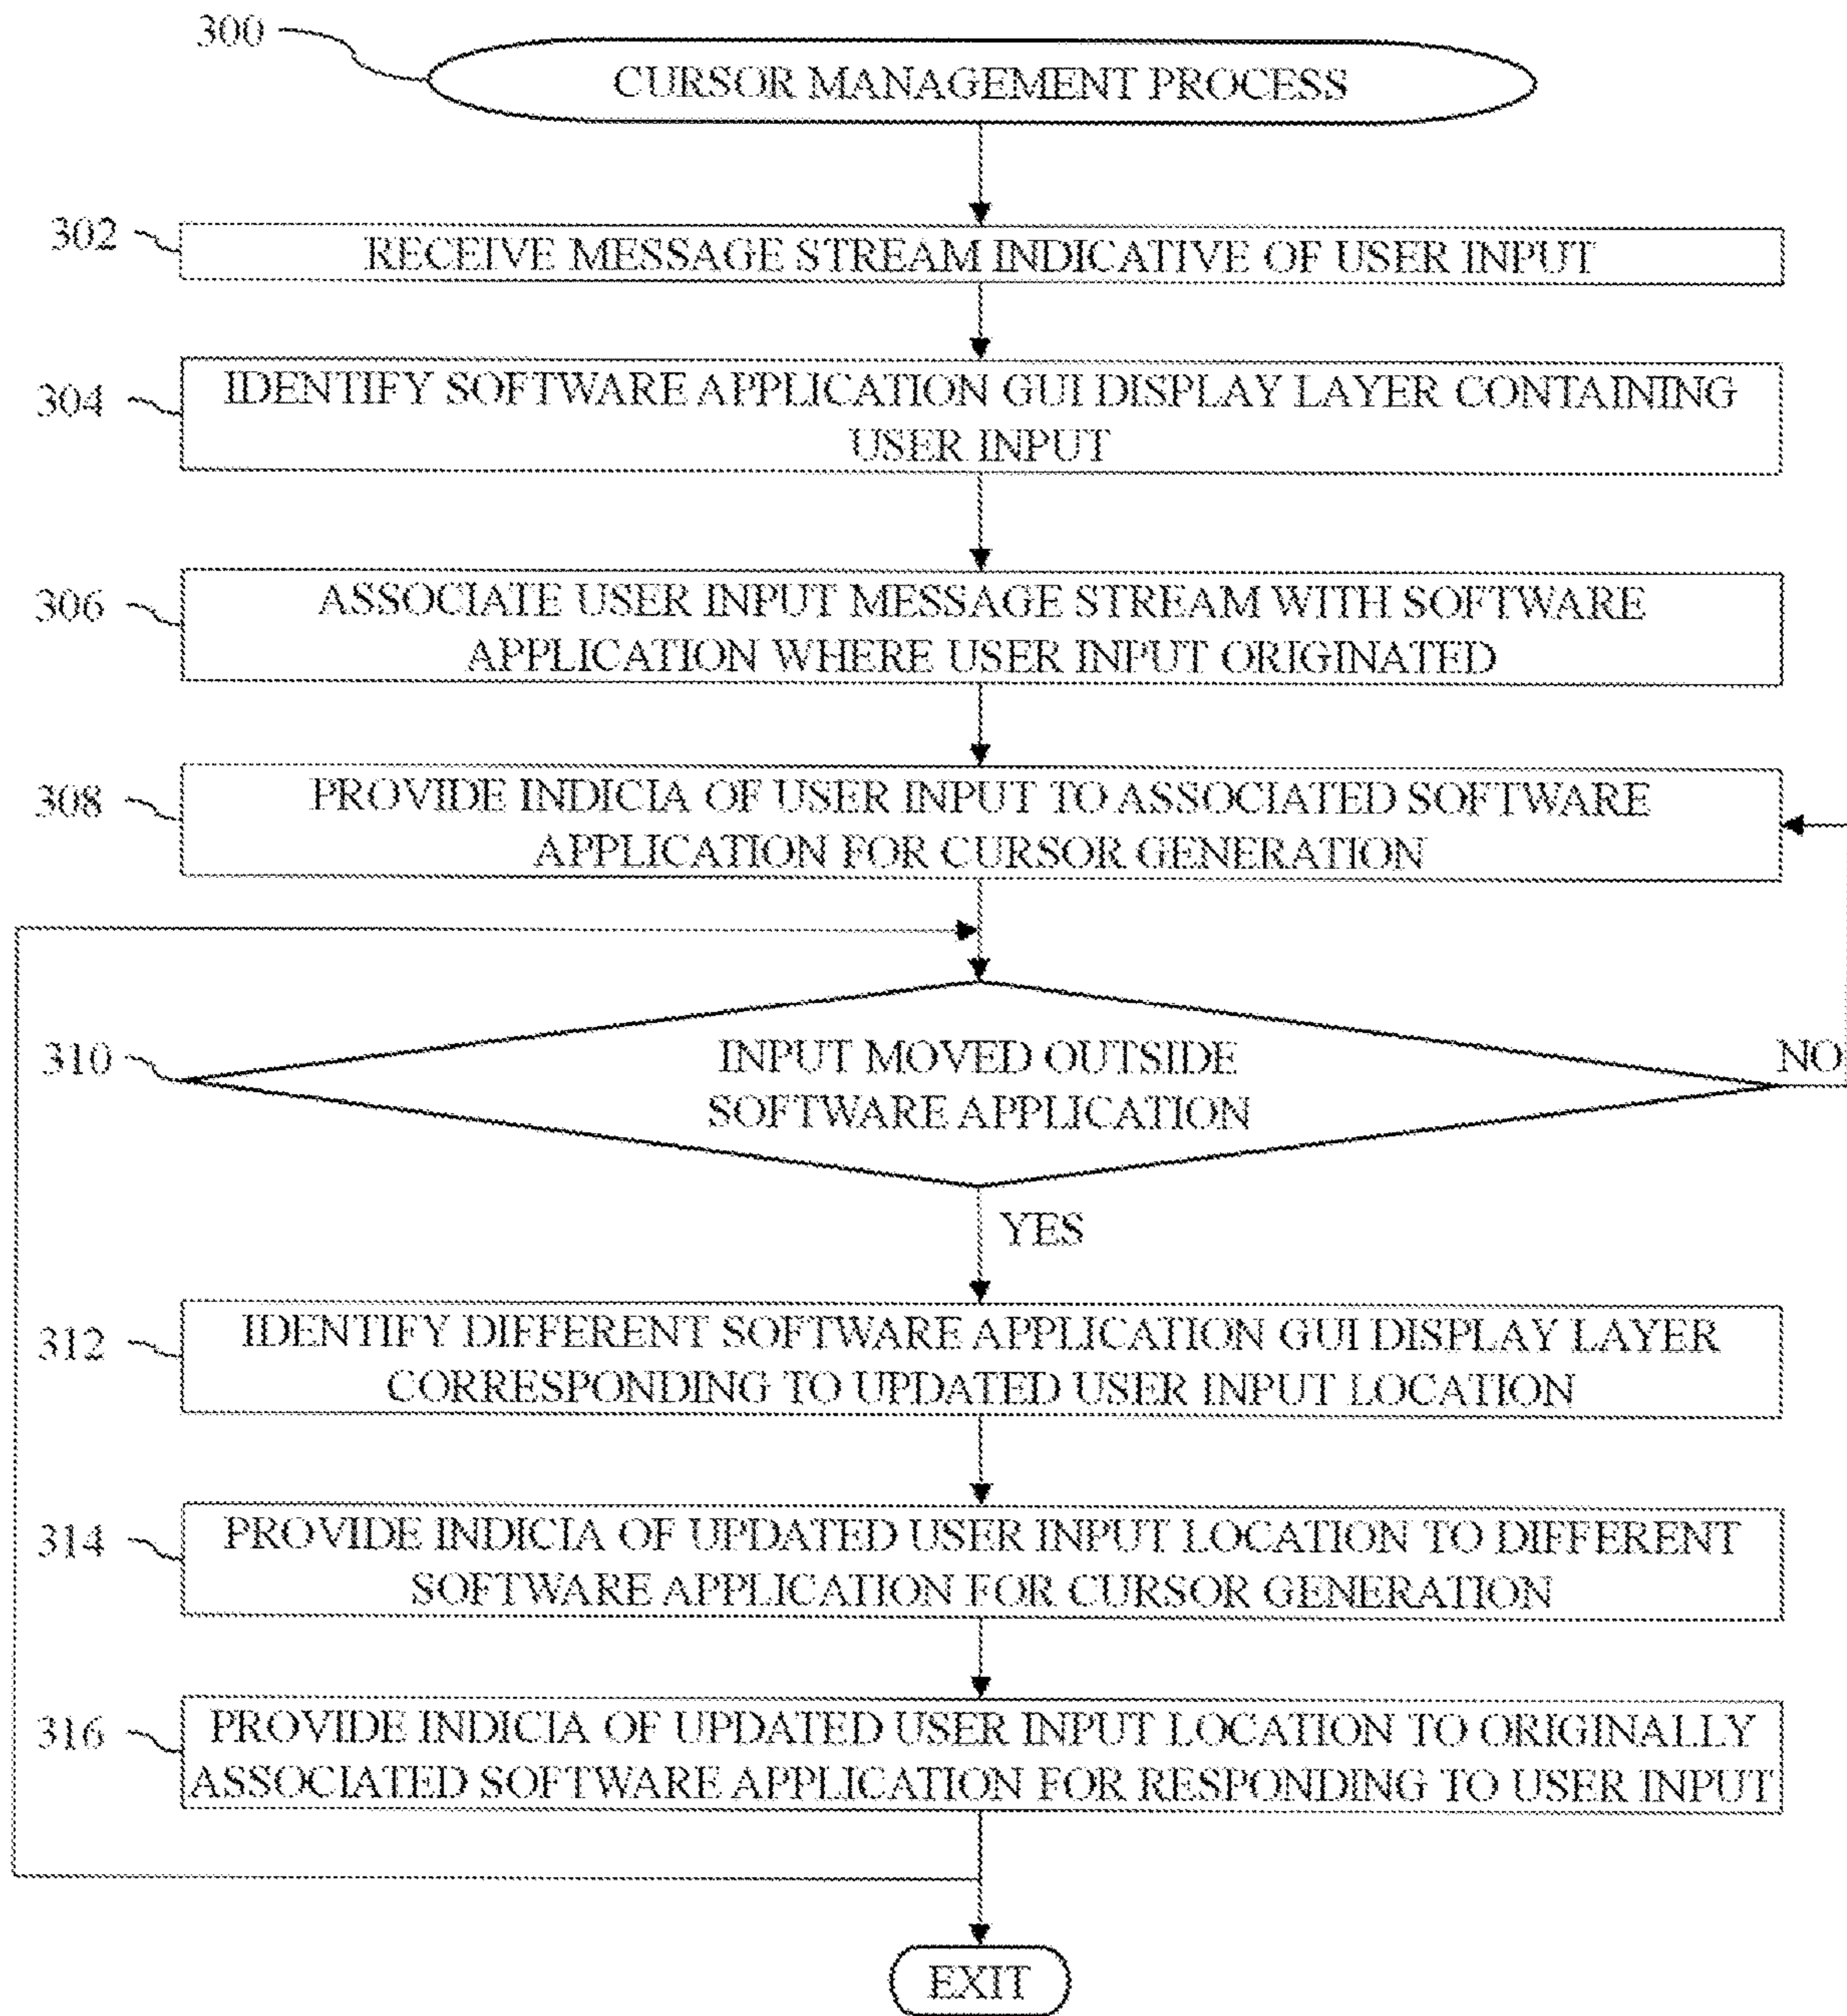 300
CURSOR MANAGEMENT PROCESS
302
RECEIVE MESSAGE STREAM INDICATIVE OF USER INPUT
304
IDENTIFY SOFTWARE APPLICATION GUI DISPLAY LAYER CONTAINING
USER INPUT
306
ASSOCIATE USER INPUT MESSAGE STREAM WITH SOFTWARE
APPLICATION WHERE USER INPUT ORIGINATED
308
PROVIDE INDICIA OF USER INPUT TO ASSOCIATED SOFTWARE
APPLICATION FOR CURSOR GENERATION
310
INPUT MOVED OUTSIDE
SOFTWARE APPLICATION
NO
YES
312
IDENTIFY DIFFERENT SOFTWARE APPLICATION GUI DISPLAY LAYER
CORRESPONDING TO UPDATED USER INPUT LOCATION
314
PROVIDE INDICIA OF UPDATED USER INPUT LOCATION TO DIFFERENT
SOFTWARE APPLICATION FOR CURSOR GENERATION
316
PROVIDE INDICIA OF UPDATED USER INPUT LOCATION TO ORIGINALLY
ASSOCIATED SOFTWARE APPLICATION FOR RESPONDING TO USER INPUT
EXIT